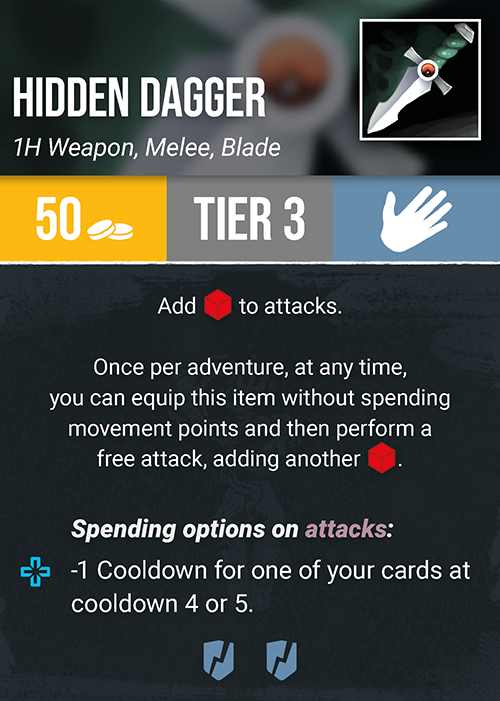 HIDDEN DAGGER
1H Weapon, Melee, Blade
50
TIER 3
Add to attacks.
Once per adventure, at any time,
you can equip this item without spending
movement points and then perform a
free attack, adding another .
Spending options on attacks:
-1 Cooldown for one of your cards at
cooldown 4 or 5.